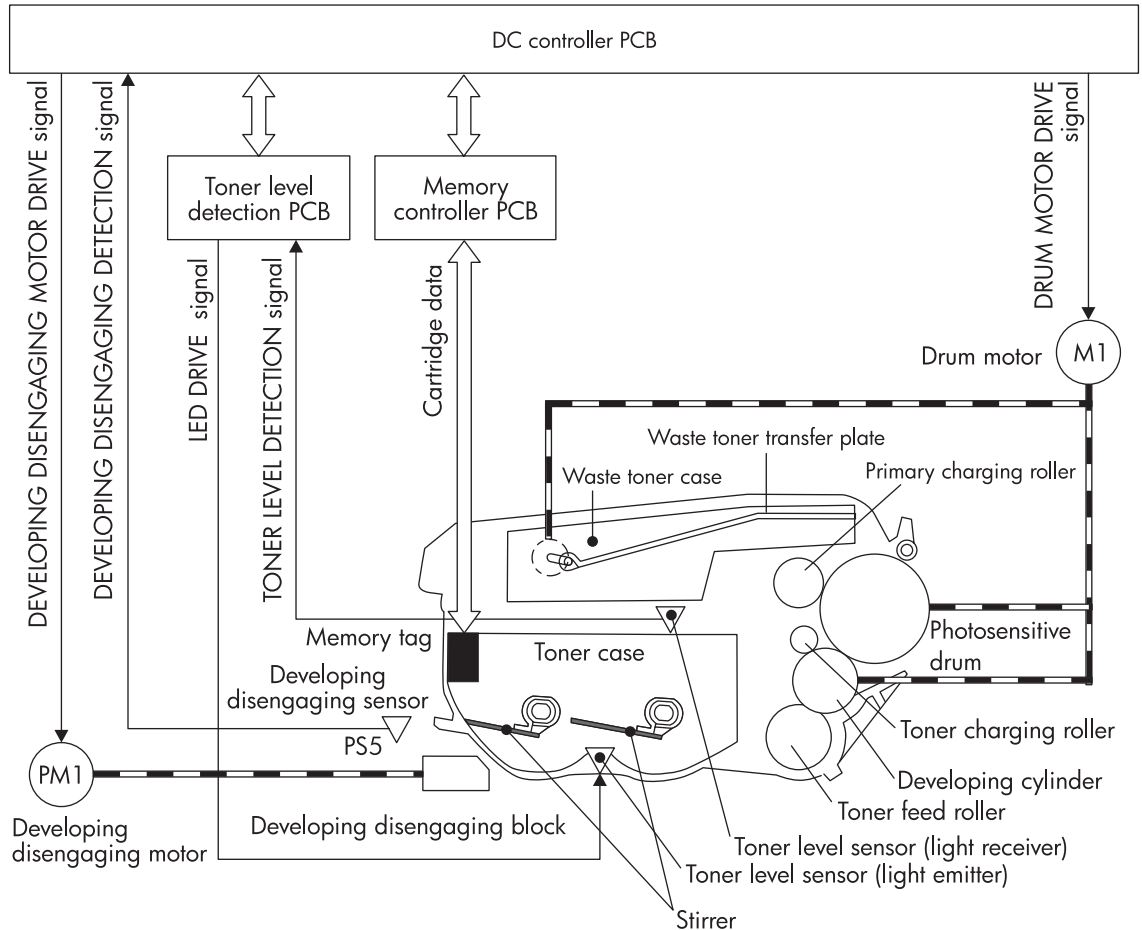 DC controller PCB
DEVELOPING DISENGAGING MOTOR DRIVE signal
DEVELOPING DISENGAGING DETECTION signal
DRUM MOTOR DRIVE
signal
Toner level
detection PCB
Memory
controller PCB
LED DRIVE signal
TONER LEVEL DETECTION signal
Cartridge data
Drum motor
M1
Waste toner transfer plate
Primary charging roller
Waste toner case
Memory tag
Toner case
Photosensitive
drum
Developing
disengaging sensor
PS5
Toner charging roller
PM1
Developing cylinder
Toner feed roller
Developing
disengaging motor
Developing disengaging block
Toner level sensor (light receiver)
Toner level sensor (light emitter)
Stirrer